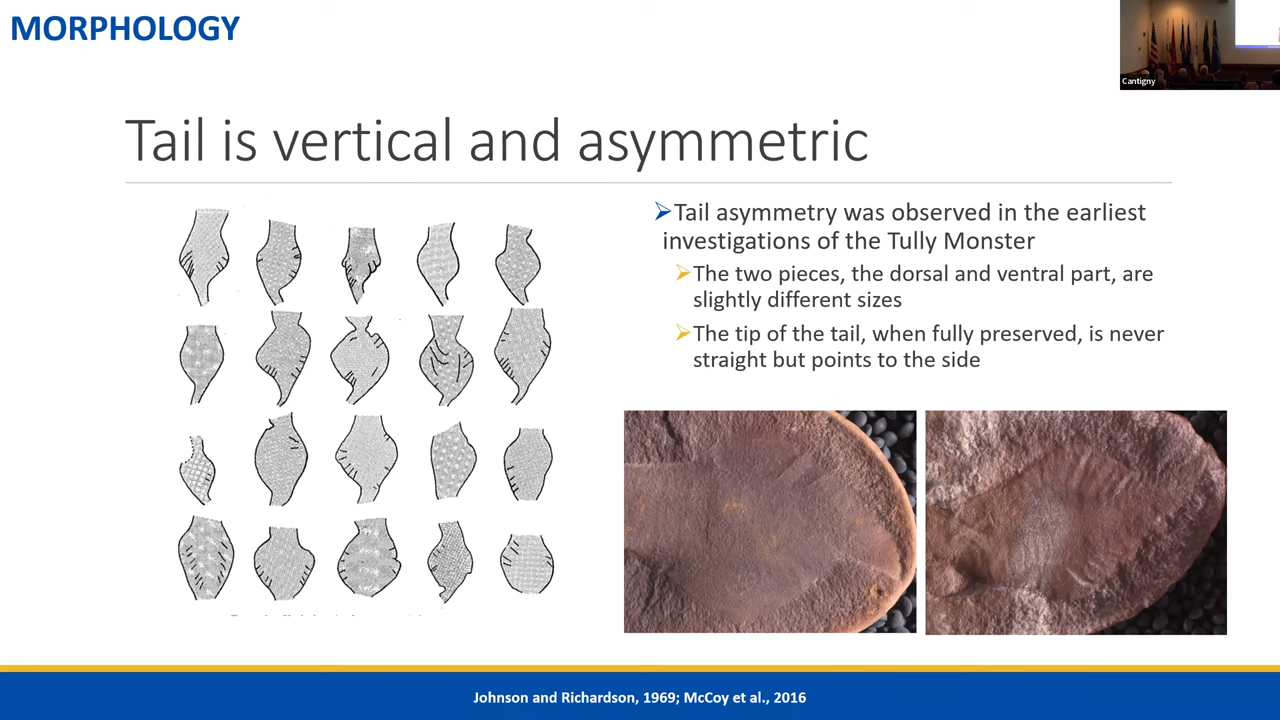 MORPHOLOGY
Cantigny
Tail is vertical and asymmetric
➢Tail asymmetry was observed in the earliest
investigations of the Tully Monster
➢The two pieces, the dorsal and ventral part, are
slightly different sizes
➢The tip of the tail, when fully preserved, is never
straight but points to the side
Johnson and Richardson, 1969; McCoy et al., 2016